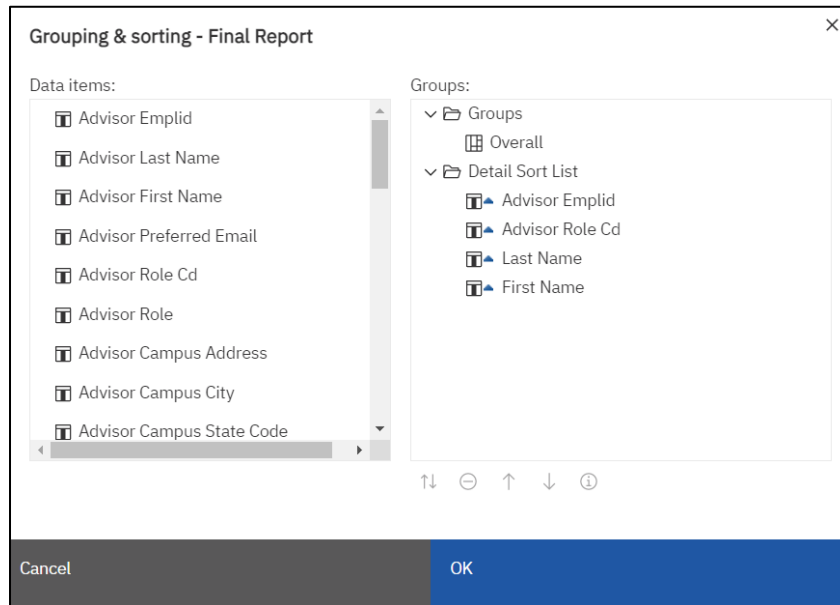 Grouping & sorting - Final Report
Data items:
Advisor Emplid
Advisor Last Name
Advisor First Name
Advisor Preferred Email
Advisor Role Cd
Advisor Role
Advisor Campus Address
Advisor Campus City
Advisor Campus State Code
Groups:
Groups
Overall
Detail Sort List
Advisor Emplid
Advisor Role Cd
Last Name
First Name
Cancel
OK